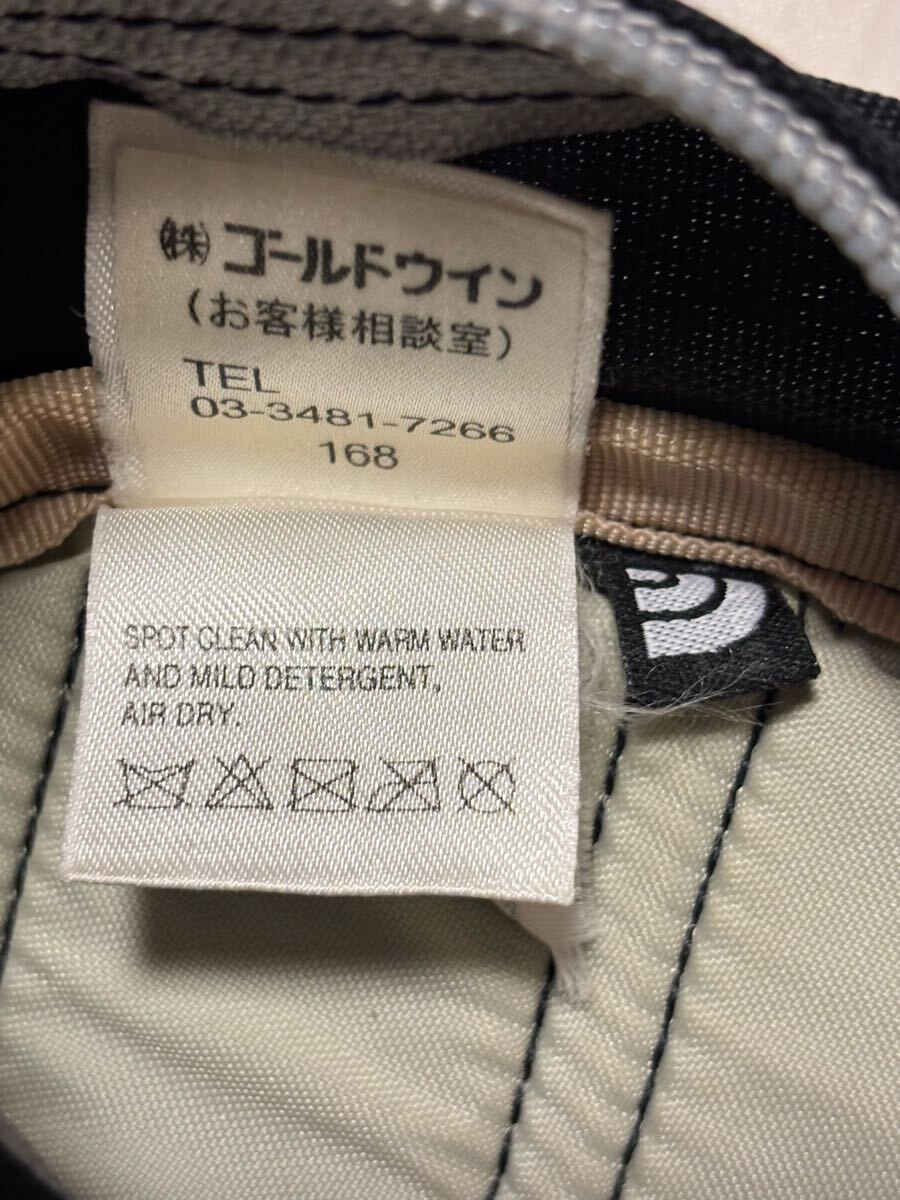 ㈱ゴールドウイン
(お客様相談室)
TEL
03-3481-7266
168
SPOT CLEAN WITH WARM WATER
AND MILD DETERGENT,
AIR DRY.